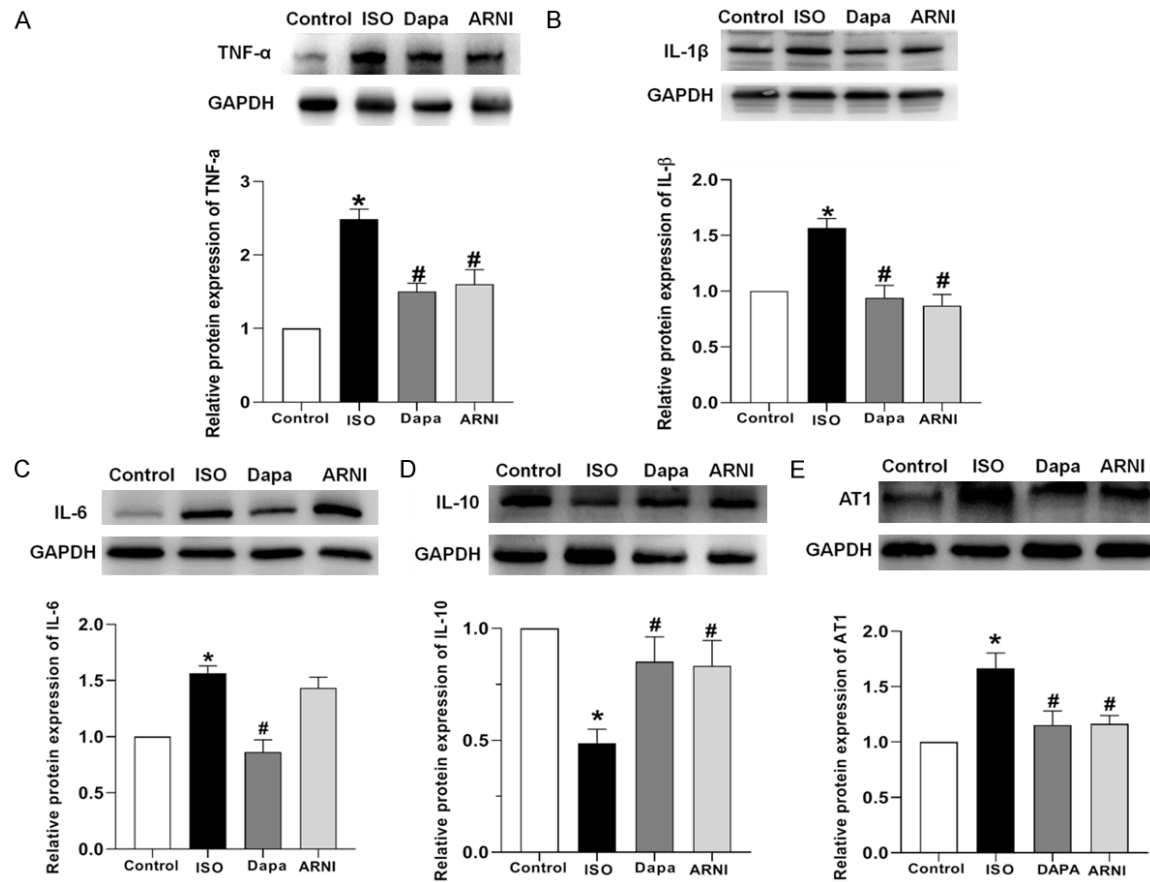 A
Control ISO Dapa ARNI
TNF-α
GAPDH
Relative protein expression of TNF-a
3
2
1
0
*
#
#
Control ISO Dapa ARNI
B
Control ISO Dapa ARNI
IL-1β
GAPDH
Relative protein expression of IL-β
2.0
1.5
1.0
0.5
0.0
*
#
#
Control ISO Dapa ARNI
C
Control ISO Dapa ARNI
IL-6
GAPDH
Relative protein expression of IL-6
2.0
1.5
1.0
0.5
0.0
*
#
Control ISO Dapa ARNI
D
Control ISO Dapa ARNI
IL-10
GAPDH
Relative protein expression of IL-10
1.0
0.5
0.0
*
#
#
Control ISO Dapa ARNI
E
Control ISO Dapa ARNI
AT1
GAPDH
Relative protein expression of AT1
2.0
1.5
1.0
0.5
0.0
*
#
#
Control ISO DAPA ARNI